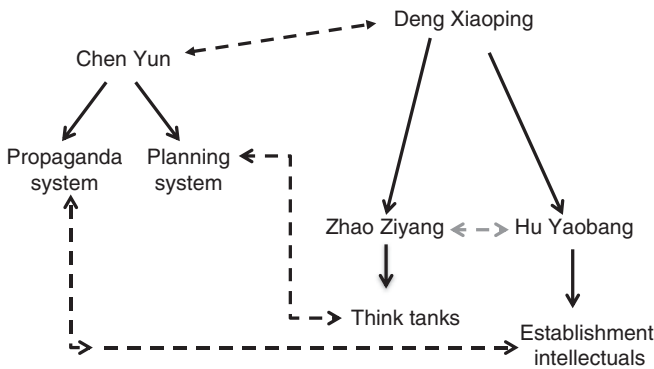 Deng Xiaoping
Chen Yun
Propaganda
system
Planning
system
Zhao Ziyang
Hu Yaobang
Think tanks
Establishment
intellectuals